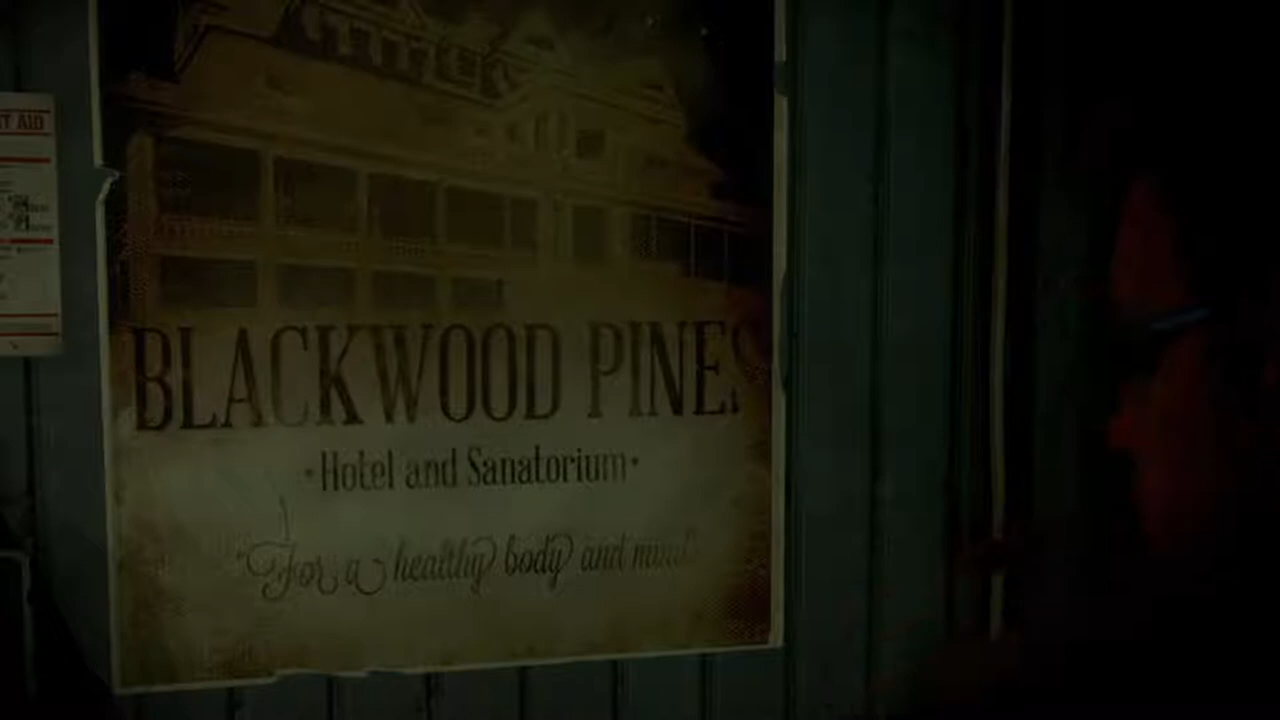 T AID
BLACKWOOD PINES
·Hotel and Sanatorium·
"For a healthy body and mind"